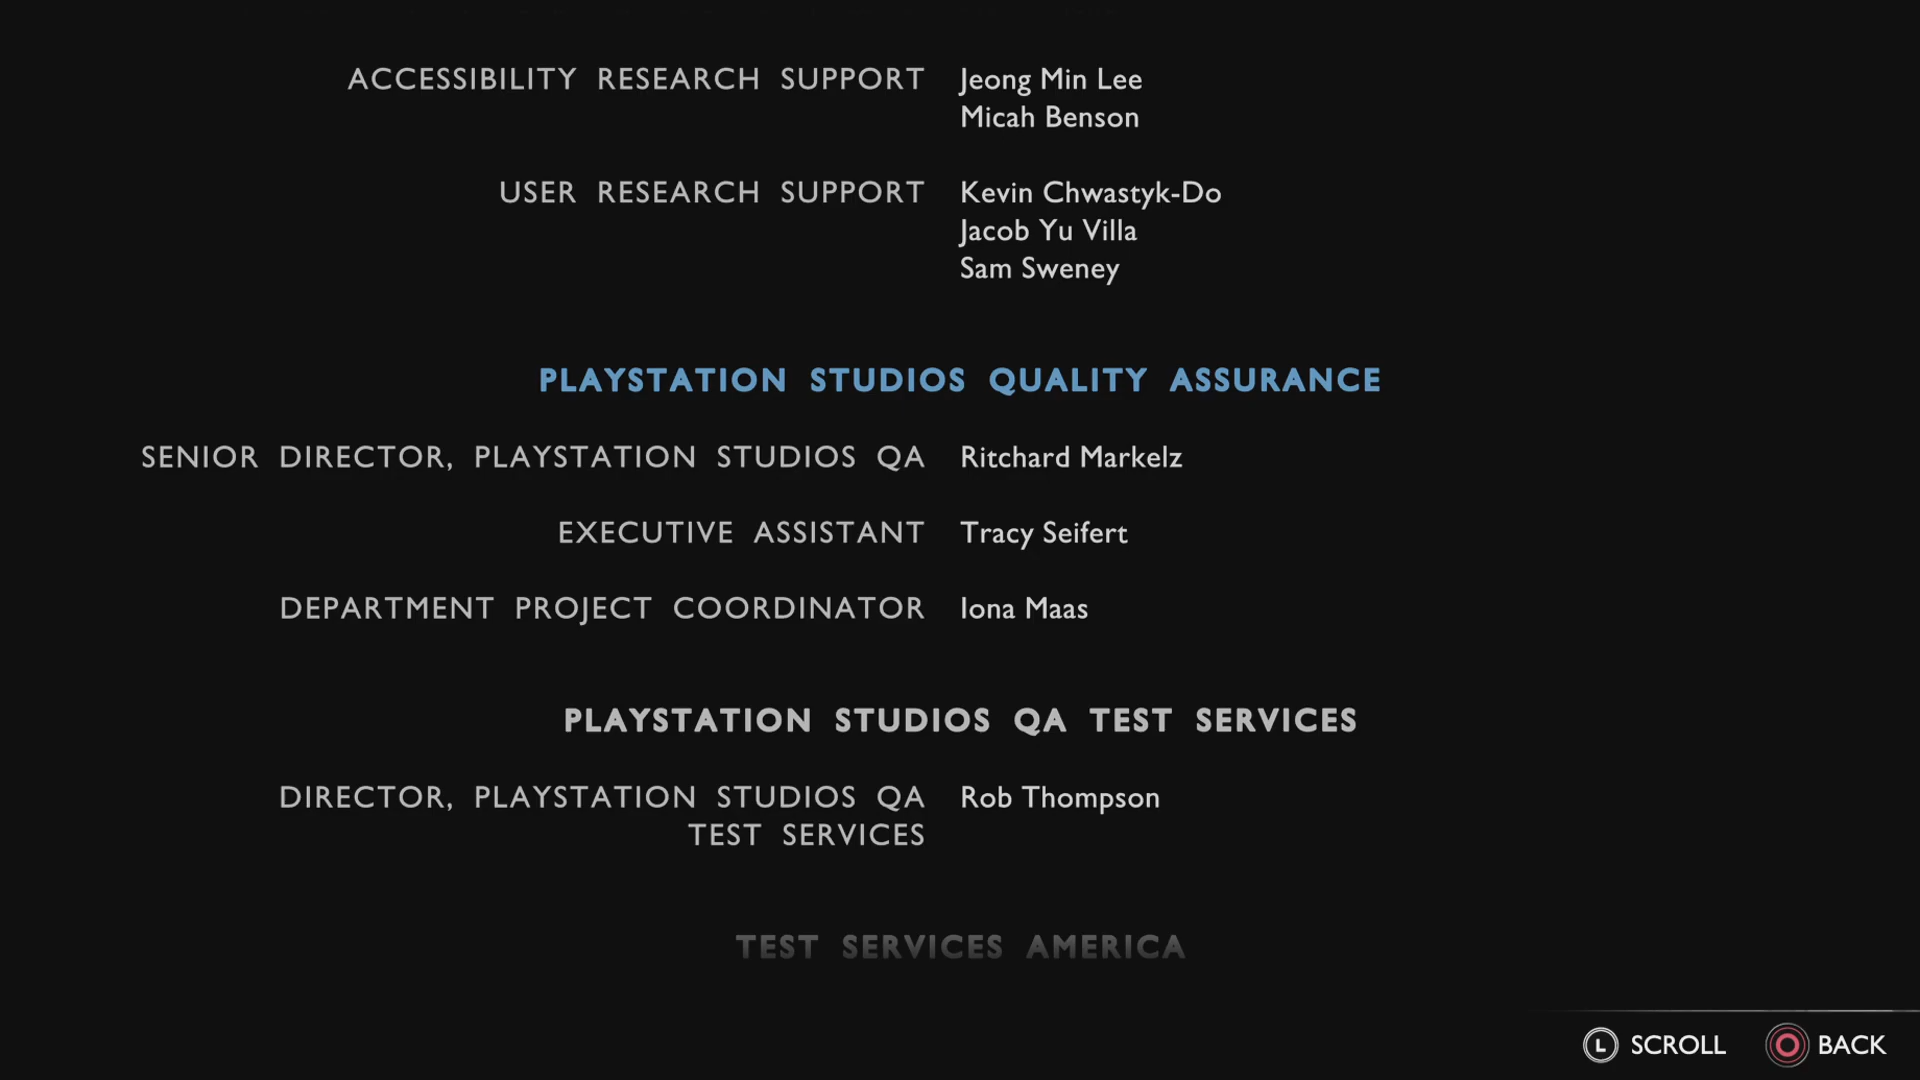 ACCESSIBILITY RESEARCH SUPPORT Jeong Min Lee
Micah Benson
USER RESEARCH SUPPORT Kevin Chwastyk-Do
Jacob Yu Villa
Sam Sweney
PLAYSTATION STUDIOS QUALITY ASSURANCE
SENIOR DIRECTOR, PLAYSTATION STUDIOS QA Ritchard Markelz
EXECUTIVE ASSISTANT Tracy Seifert
DEPARTMENT PROJECT COORDINATOR Iona Maas
PLAYSTATION STUDIOS QA TEST SERVICES
DIRECTOR, PLAYSTATION STUDIOS QA Rob Thompson
TEST SERVICES
TEST SERVICES AMERICA
L SCROLL BACK